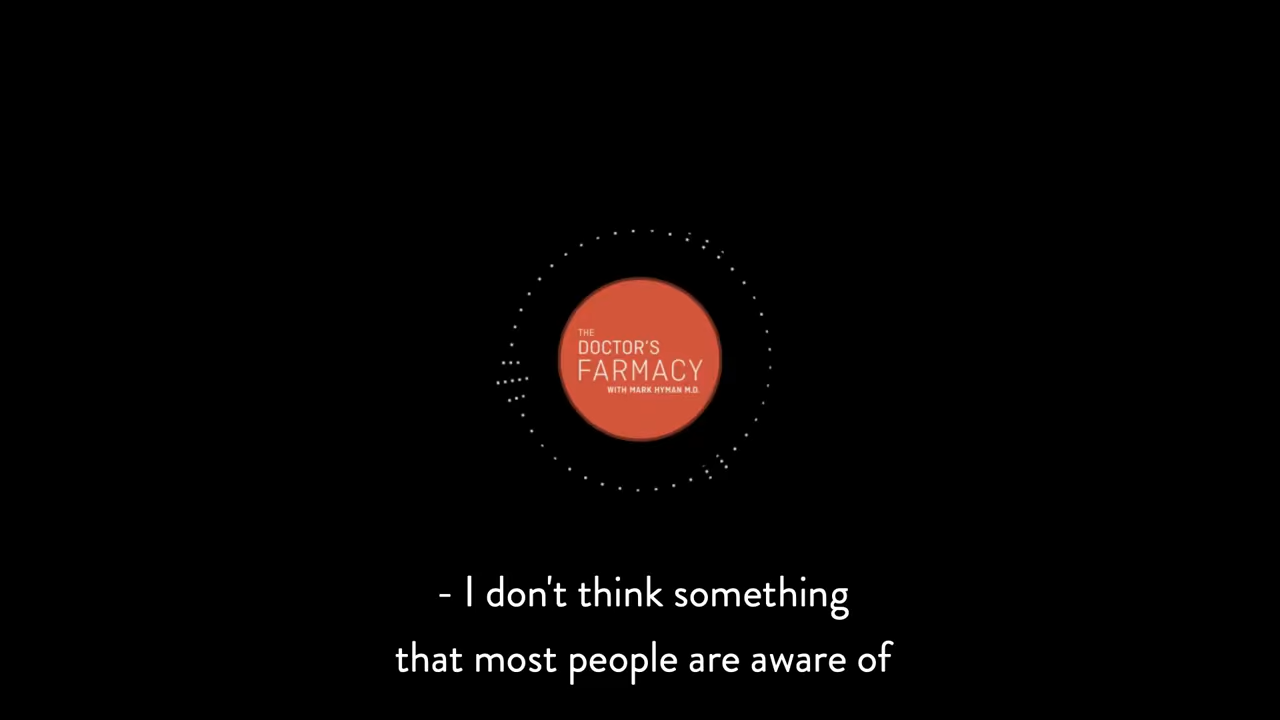 THE
DOCTOR'S
FARMACY
WITH MARK HYMAN M.D.
- I don't think something
that most people are aware of